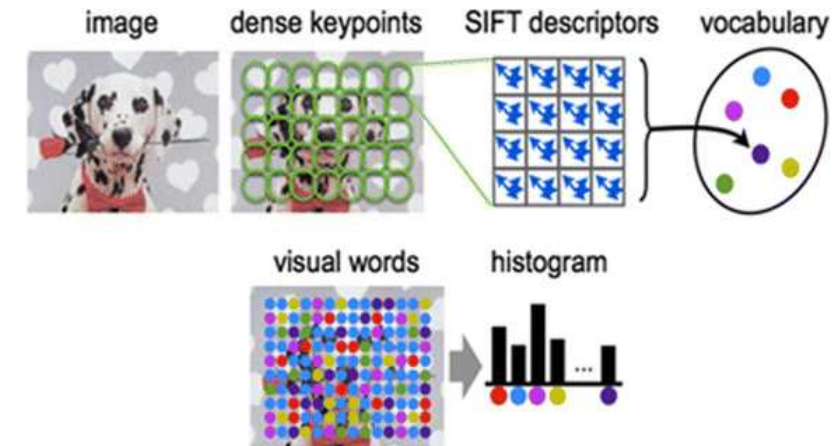 image
dense keypoints
SIFT descriptors
vocabulary
visual words
histogram
...